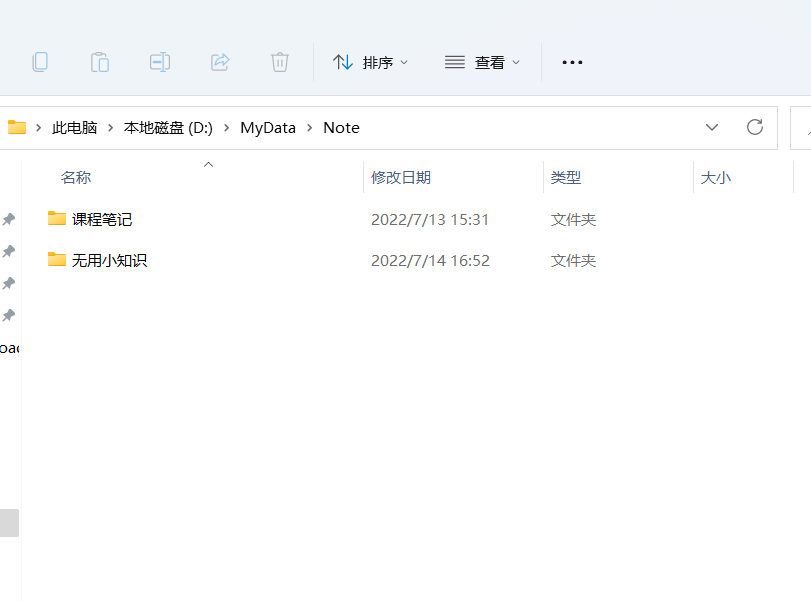 排序 查看
此电脑 本地磁盘 (D:) MyData Note
名称 修改日期 类型 大小
课程笔记 2022/7/13 15:31 文件夹
无用小知识 2022/7/14 16:52 文件夹